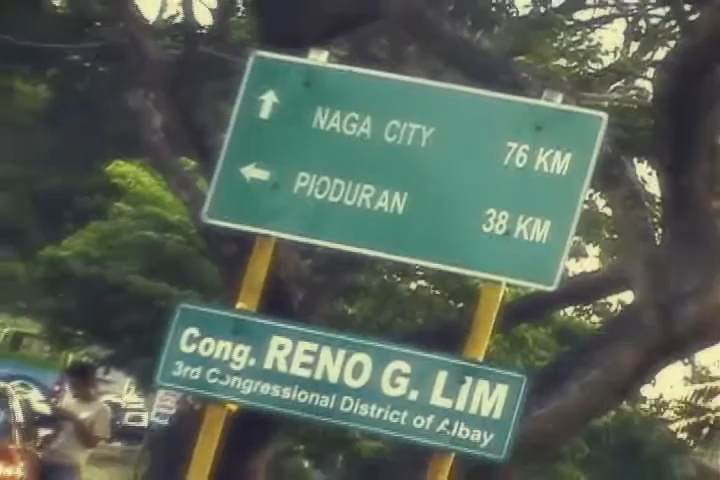 NAGA CITY 76 KM
PIODURAN 38 KM
Cong. RENO G. LIM
3rd Congressional District of Albay